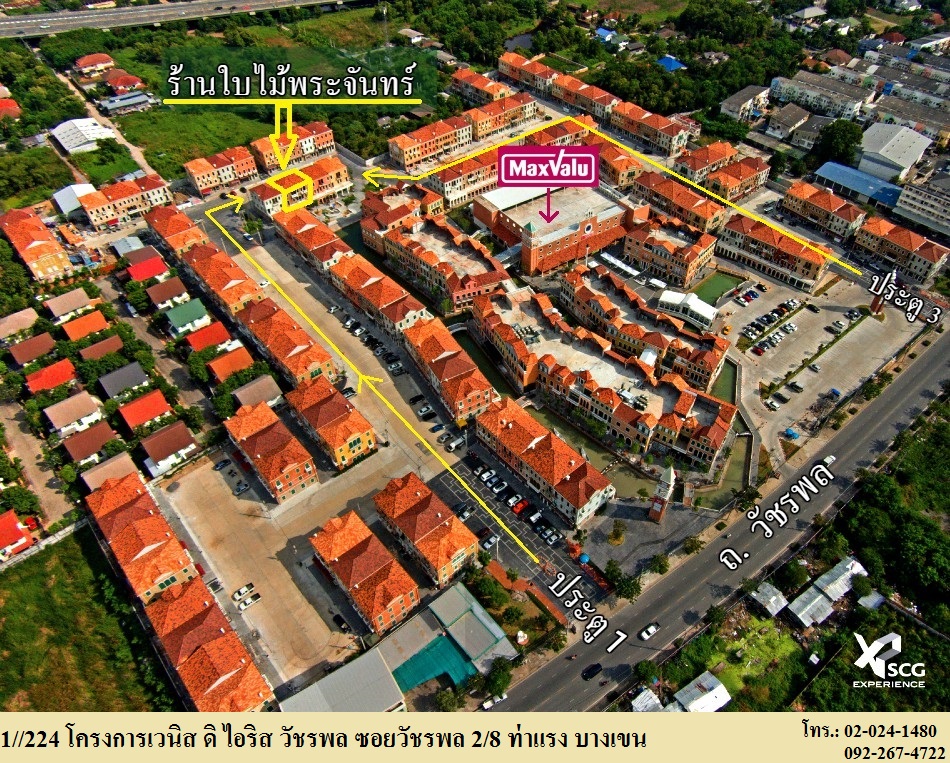 ร้านใบไม้พระจันทร์
MaxValu
ประตู 3
ถ. วัชรพล
ประตู 1
SCG
EXPERIENCE
1//224 โครงการเวนิส ดิ ไอริส วัชรพล ซอยวัชรพล 2/8 ท่าแรง บางเขน
โทร.: 02-024-1480
092-267-4722